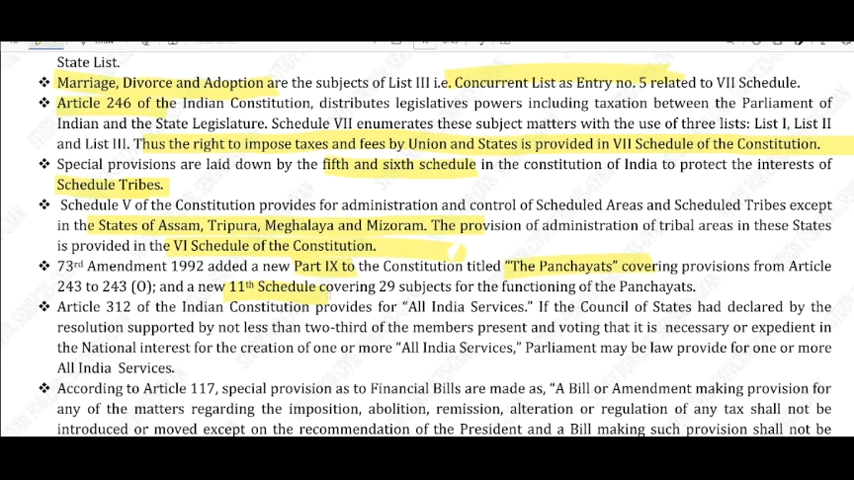 State List.
❖ Marriage, Divorce and Adoption are the subjects of List III i.e. Concurrent List as Entry no. 5 related to VII Schedule.
❖ Article 246 of the Indian Constitution, distributes legislatives powers including taxation between the Parliament of
Indian and the State Legislature. Schedule VII enumerates these subject matters with the use of three lists: List I, List II
and List III. Thus the right to impose taxes and fees by Union and States is provided in VII Schedule of the Constitution.
❖ Special provisions are laid down by the fifth and sixth schedule in the constitution of India to protect the interests of
Schedule Tribes.
❖ Schedule V of the Constitution provides for administration and control of Scheduled Areas and Scheduled Tribes except
in the States of Assam, Tripura, Meghalaya and Mizoram. The provision of administration of tribal areas in these States
is provided in the VI Schedule of the Constitution.
❖ 73rd Amendment 1992 added a new Part IX to the Constitution titled “The Panchayats” covering provisions from Article
243 to 243 (O); and a new 11th Schedule covering 29 subjects for the functioning of the Panchayats.
❖ Article 312 of the Indian Constitution provides for “All India Services.” If the Council of States had declared by the
resolution supported by not less than two-third of the members present and voting that it is necessary or expedient in
the National interest for the creation of one or more “All India Services,” Parliament may be law provide for one or more
All India Services.
❖ According to Article 117, special provision as to Financial Bills are made as, “A Bill or Amendment making provision for
any of the matters regarding the imposition, abolition, remission, alteration or regulation of any tax shall not be
introduced or moved except on the recommendation of the President and a Bill making such provision shall not be